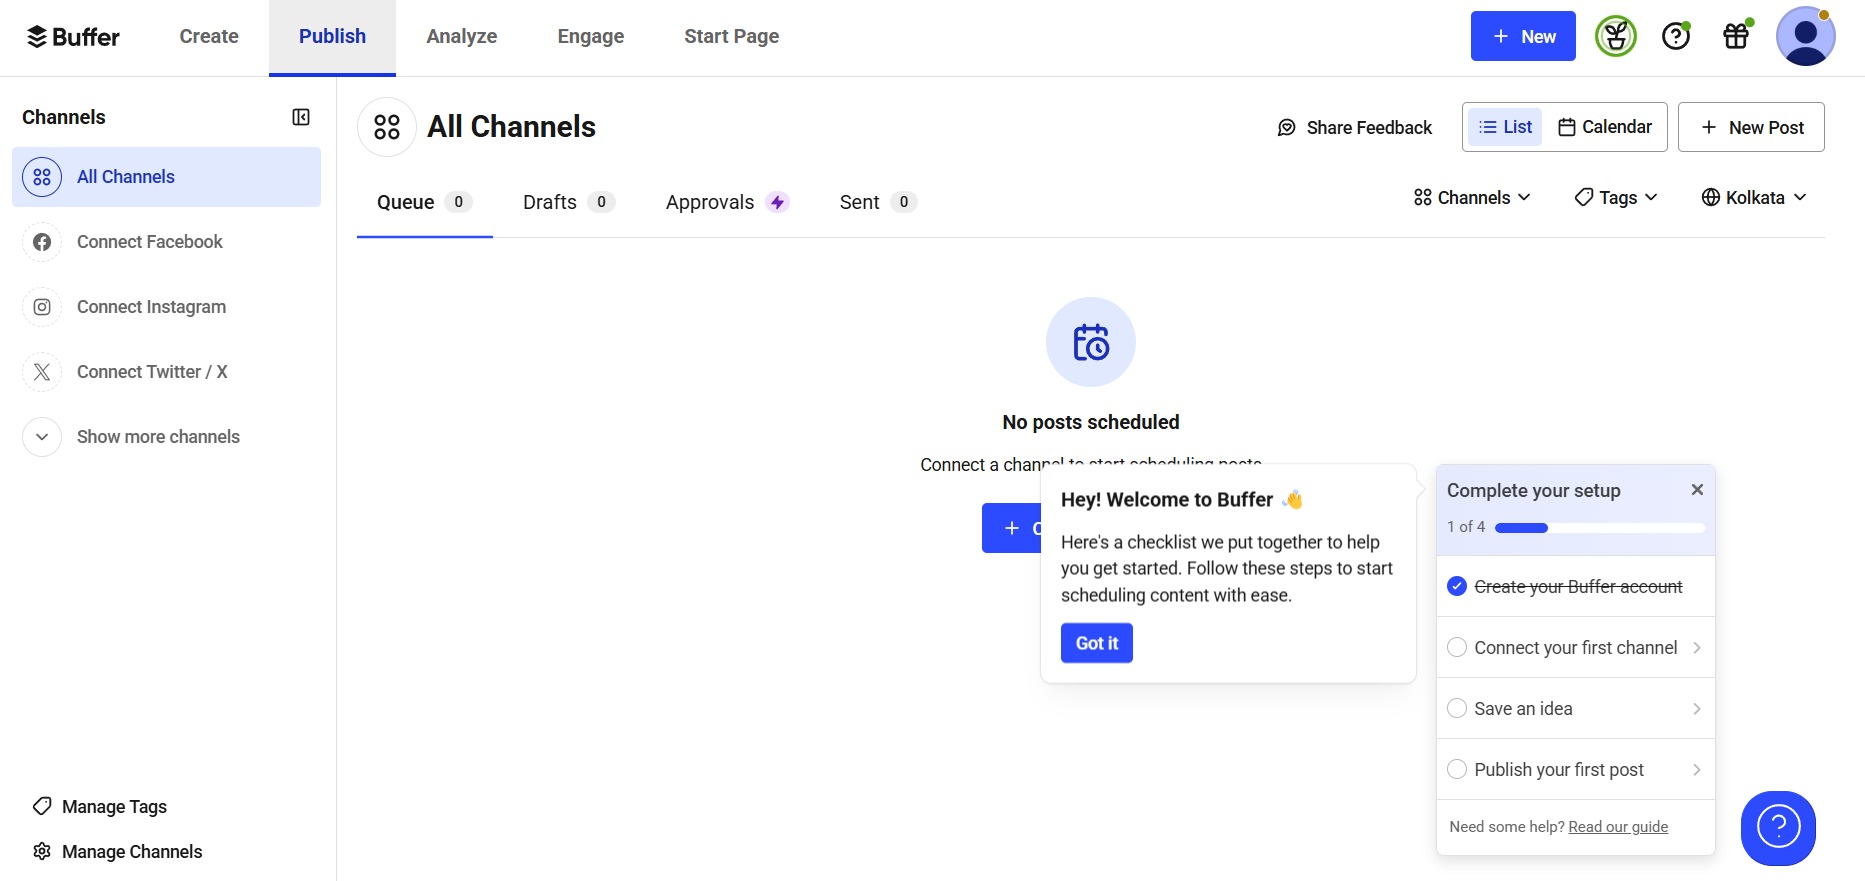 Buffer
Create
Publish
Analyze
Engage
Start Page
New
Channels
All Channels
Connect Facebook
Connect Instagram
Connect Twitter / X
Show more channels
Manage Tags
Manage Channels
All Channels
Share Feedback
List
Calendar
New Post
Queue 0
Drafts 0
Approvals
Sent 0
Channels
Tags
Kolkata
No posts scheduled
Connect a channel to start scheduling posts
Hey! Welcome to Buffer 👋
Here's a checklist we put together to help
you get started. Follow these steps to start
scheduling content with ease.
Got it
Complete your setup
1 of 4
Create your Buffer account
Connect your first channel
Save an idea
Publish your first post
Need some help? Read our guide